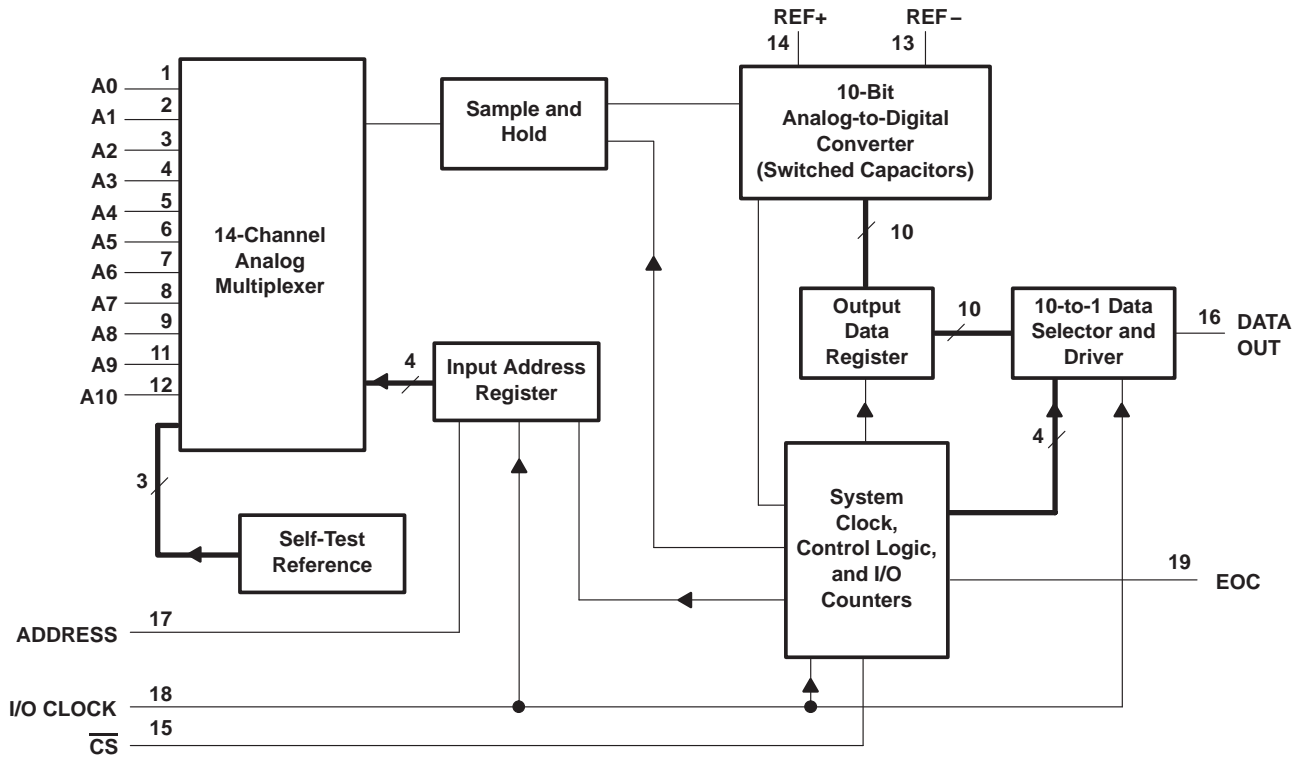 REF+
REF–
14
13
1
A0
2
A1
3
A2
4
A3
5
A4
6
A5
7
A6
8
A7
9
A8
11
A9
12
A10
14-Channel
Analog
Multiplexer
Sample and
Hold
10-Bit
Analog-to-Digital
Converter
(Switched Capacitors)
10
Output
Data
Register
10
10-to-1 Data
Selector and
Driver
16
DATA
OUT
4
Input Address
Register
4
3
Self-Test
Reference
System
Clock,
Control Logic,
and I/O
Counters
19
EOC
17
ADDRESS
18
I/O CLOCK
15
C̅S̅